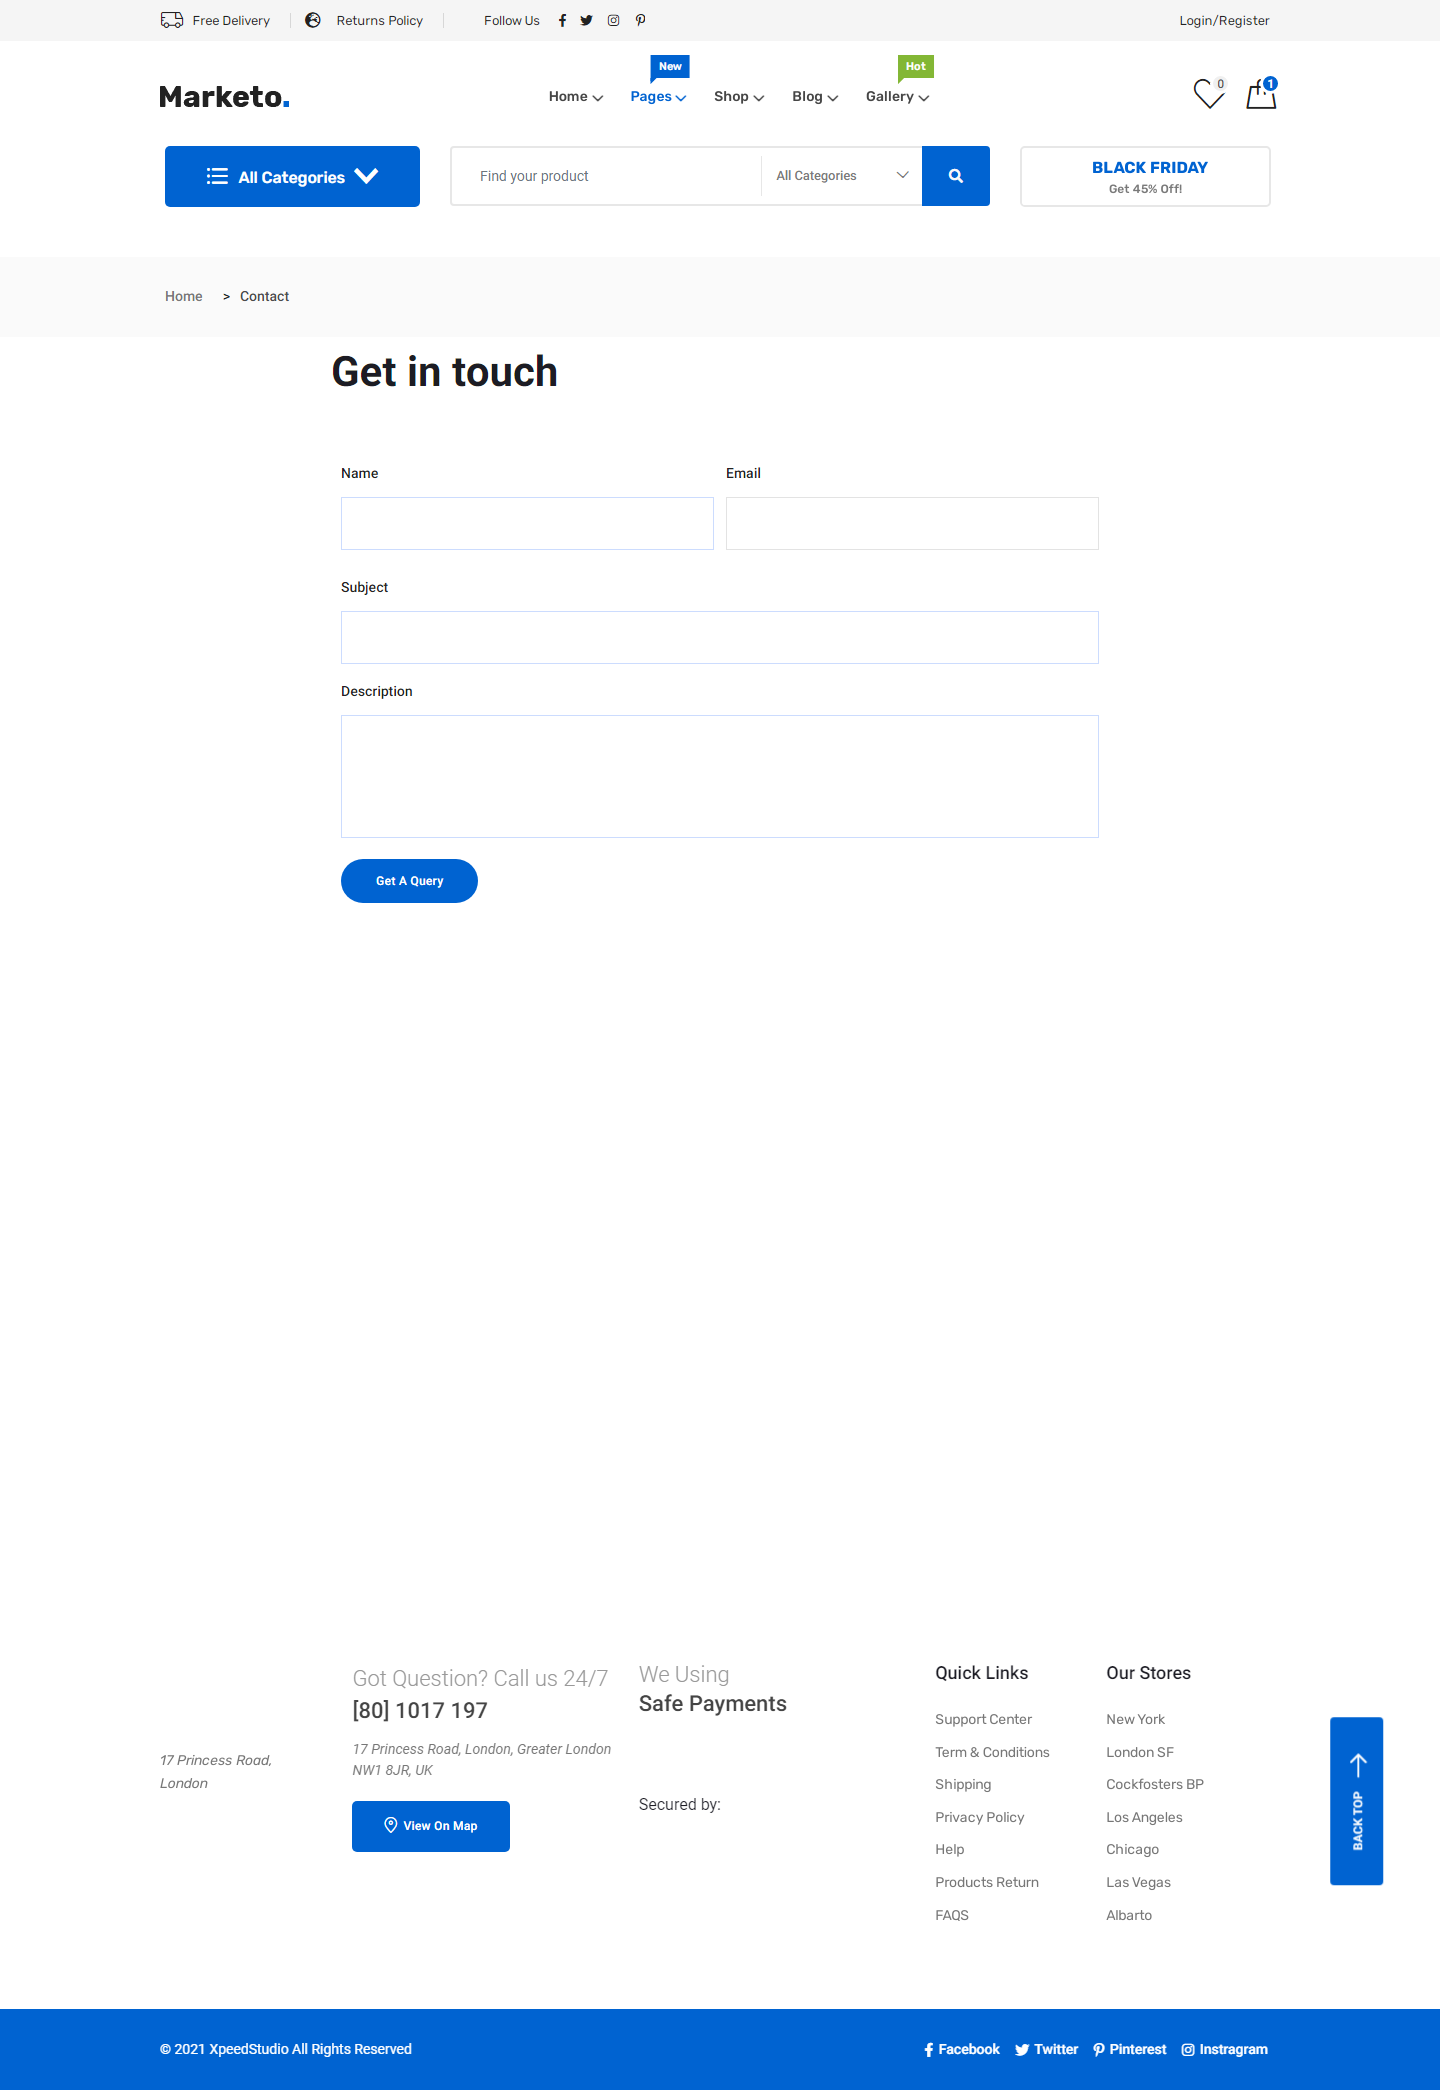 Free Delivery
Returns Policy
Follow Us
Login/Register
New
Hot
Marketo.
Home
Pages
Shop
Blog
Gallery
0
1
All Categories
Find your product
All Categories
BLACK FRIDAY
Get 45% Off!
Home > Contact
Get in touch
Name
Email
Subject
Description
Get A Query
17 Princess Road,
London
Got Question? Call us 24/7
[80] 1017 197
17 Princess Road, London, Greater London
NW1 8JR, UK
View On Map
We Using
Safe Payments
Secured by:
Quick Links
Support Center
Term & Conditions
Shipping
Privacy Policy
Help
Products Return
FAQS
Our Stores
New York
London SF
Cockfosters BP
Los Angeles
Chicago
Las Vegas
Albarto
BACK TOP
© 2021 XpeedStudio All Rights Reserved
Facebook
Twitter
Pinterest
Instragram